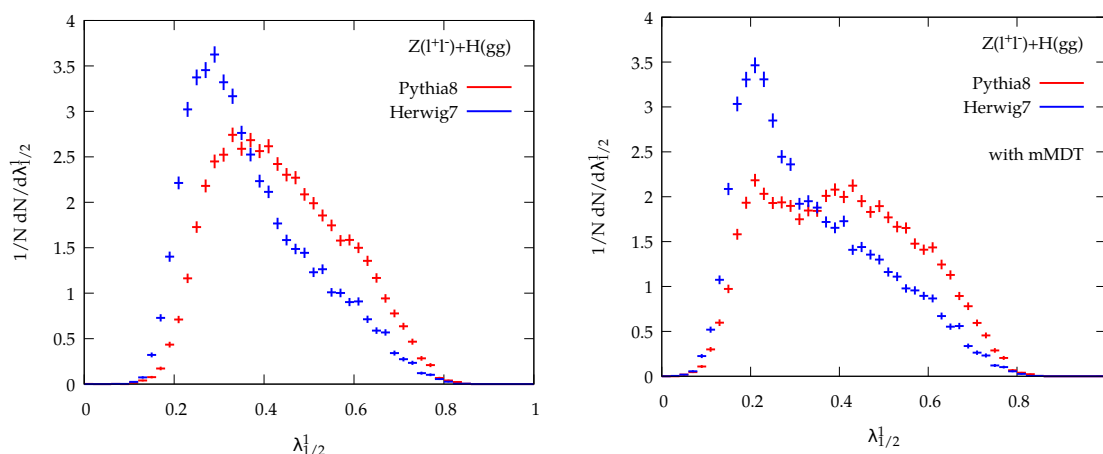 4
3.5
3
2.5
2
1.5
1
0.5
0
1/N dN/dλ¹₁/₂
Z(l⁺l⁻)+H(gg)
Pythia8
Herwig7
0 0.2 0.4 0.6 0.8 1
λ¹₁/₂
4
3.5
3
2.5
2
1.5
1
0.5
0
1/N dN/dλ¹₁/₂
Z(l⁺l⁻)+H(gg)
Pythia8
Herwig7
with mMDT
0 0.2 0.4 0.6 0.8
λ¹₁/₂